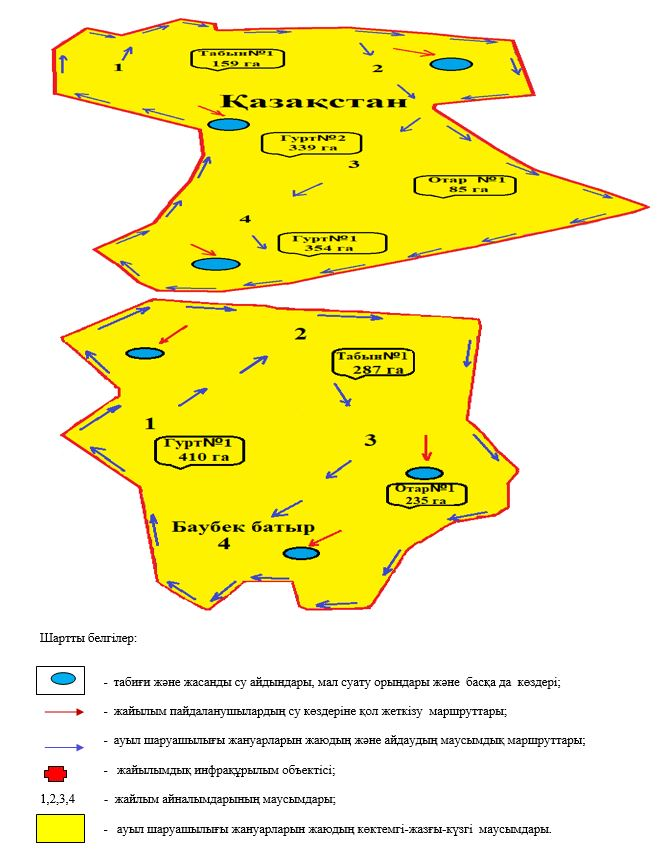 Табын№1
159 га
1
2
Қазақстан
Гурт№2
339 га
3
Отар №1
85 га
4
Гурт№1
354 га
2
Табын№1
287 га
1
3
Гурт№1
410 га
Отар№1
235 га
Баубек батыр
4
Шартты белгілер:
- табиғи және жасанды су айдындары, мал суату орындары және басқа да көздері;
- жайылым пайдаланушылардың су көздеріне қол жеткізу маршруттары;
- ауыл шаруашылығы жануарларын жаюдың және айдаудың маусымдық маршруттары;
- жайылымдық инфрақұрылым объектісі;
1,2,3,4 - жайлым айналымдарының маусымдары;
- ауыл шаруашылығы жануарларын жаюдың көктемгі-жазғы-күзгі маусымдары.